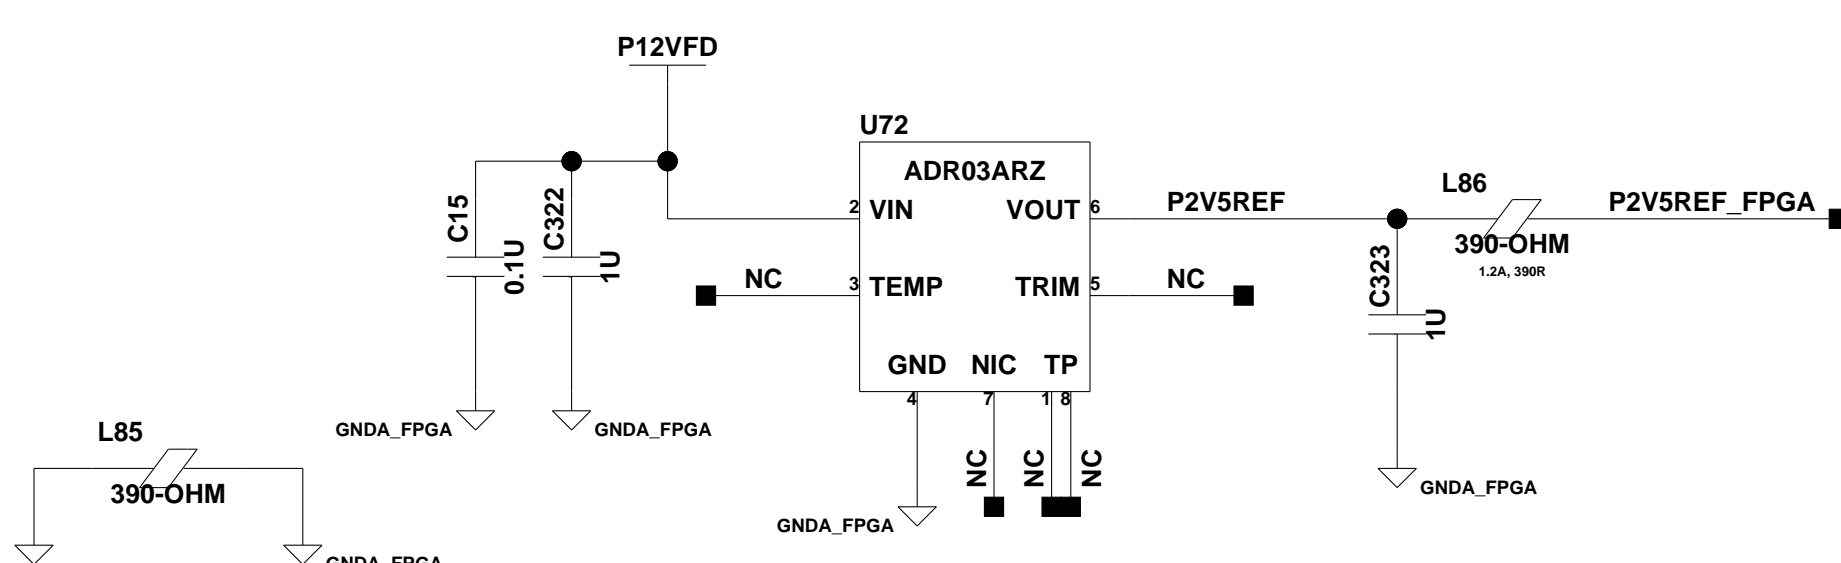 P12VFD
U72
ADR03ARZ
C15
0.1U
C322
1U
2
VIN
VOUT
6
P2V5REF
L86
390-OHM
1.2A, 390R
P2V5REF_FPGA
NC
3
TEMP
TRIM
5
NC
C323
1U
GND
NIC
TP
4
7
1
8
NC
NC
NC
GNDA_FPGA
GNDA_FPGA
GNDA_FPGA
GNDA_FPGA
L85
390-OHM
GNDA_FPGA